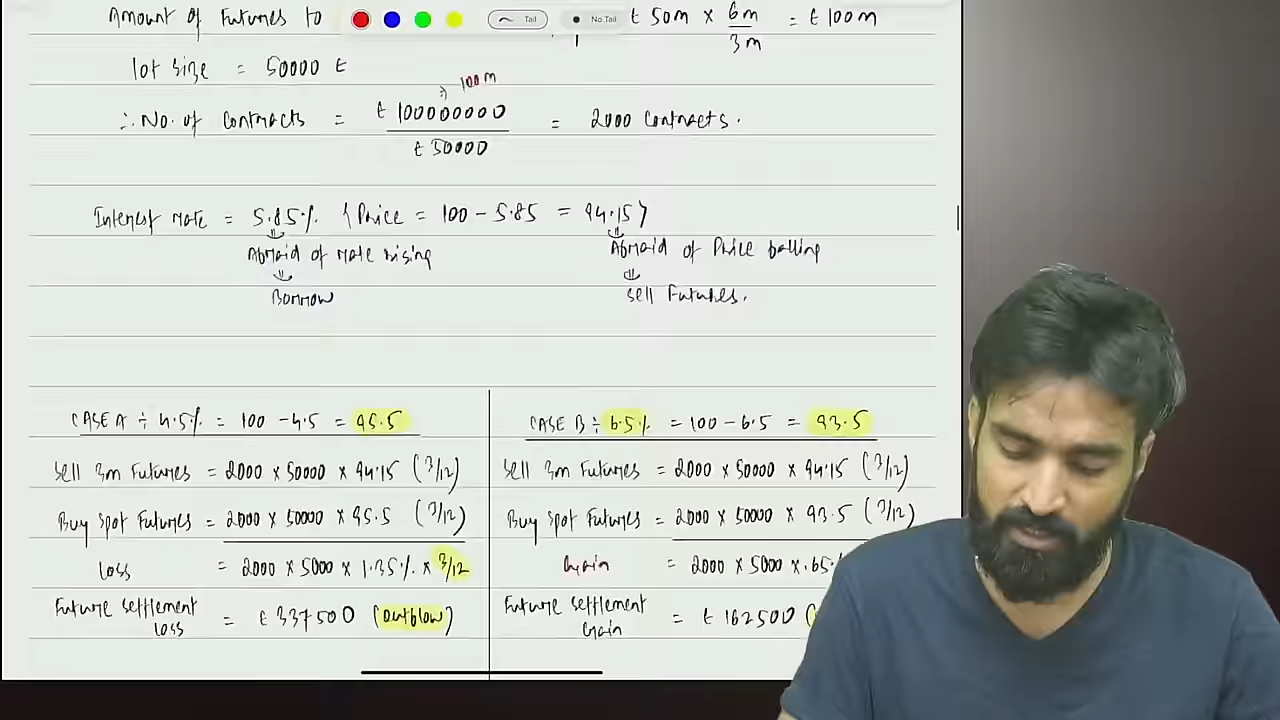 Amount of Futures to
Tail
No Tail
£ 50m × 6m/3m = £ 100m
lot size = 50000 £
⇒ 100m
∴ No. of Contracts = £ 100000000 / £ 50000 = 2000 Contracts.
Interest rate = 5.85% {Price = 100 - 5.85 = 94.15}
Afraid of rate rising
Afraid of Price falling
Borrow
Sell Futures.
CASE A ÷ 4.5% = 100 - 4.5 = 95.5
Sell 3m Futures = 2000 × 50000 × 94.15 (3/12)
Buy Spot Futures = 2000 × 50000 × 95.5 (3/12)
Loss = 2000 × 5000 × 1.35% × 3/12
Future Settlement Loss = £ 337500 (outflow)
CASE B ÷ 6.5% = 100 - 6.5 = 93.5
Sell 3m Futures = 2000 × 50000 × 94.15 (3/12)
Buy Spot Futures = 2000 × 50000 × 93.5 (3/12)
Gain = 2000 × 5000 × .65
Future Settlement Gain = £ 162500 (